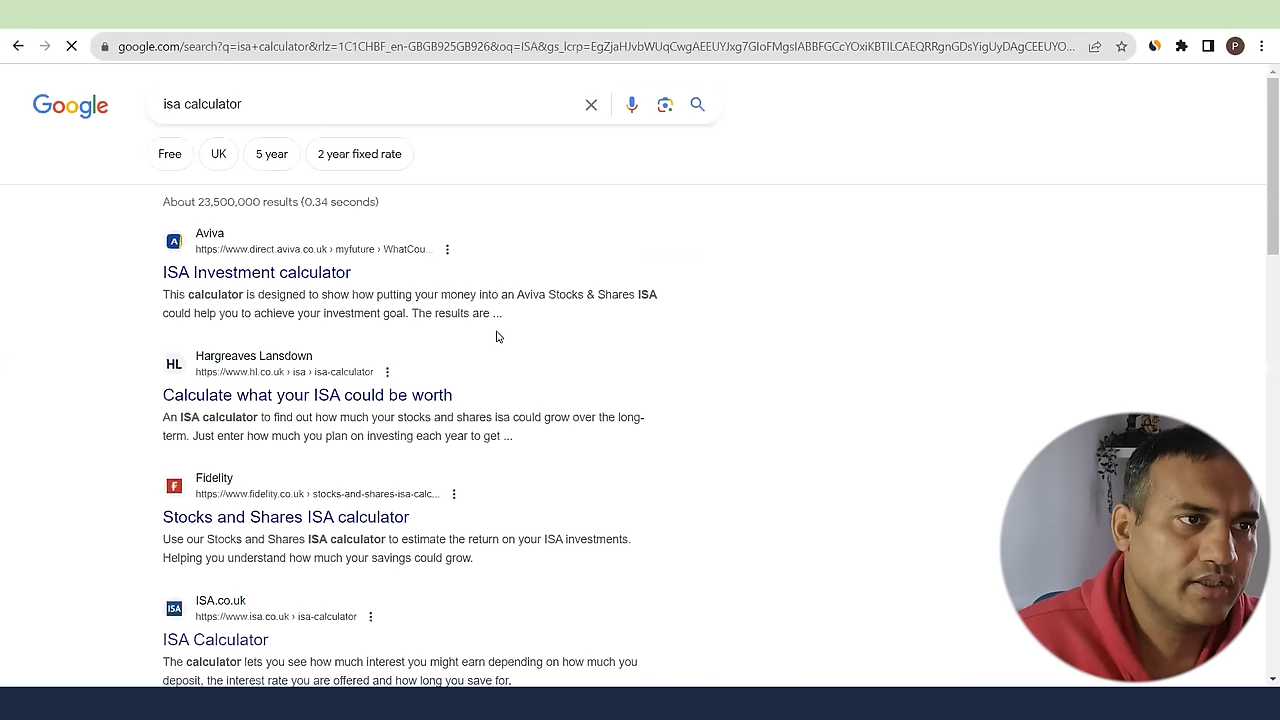 google.com/search?q=isa+calculator&rlz=1C1CHBF_en-GBGB925GB926&oq=ISA&gs_lcrp=
P
Google
isa calculator
Free
UK
5 year
2 year fixed rate
About 23,500,000 results (0.34 seconds)
A
Aviva
https://www.direct.aviva.co.uk › myfuture › WhatCou...
ISA Investment calculator
This calculator is designed to show how putting your money into an Aviva Stocks & Shares ISA
could help you to achieve your investment goal. The results are ...
HL
Hargreaves Lansdown
https://www.hl.co.uk › isa › isa-calculator
Calculate what your ISA could be worth
An ISA calculator to find out how much your stocks and shares isa could grow over the long-
term. Just enter how much you plan on investing each year to get ...
F
Fidelity
https://www.fidelity.co.uk › stocks-and-shares-isa-calc...
Stocks and Shares ISA calculator
Use our Stocks and Shares ISA calculator to estimate the return on your ISA investments.
Helping you understand how much your savings could grow.
ISA
ISA.co.uk
https://www.isa.co.uk › isa-calculator
ISA Calculator
The calculator lets you see how much interest you might earn depending on how much you
deposit, the interest rate you are offered and how long you save for.